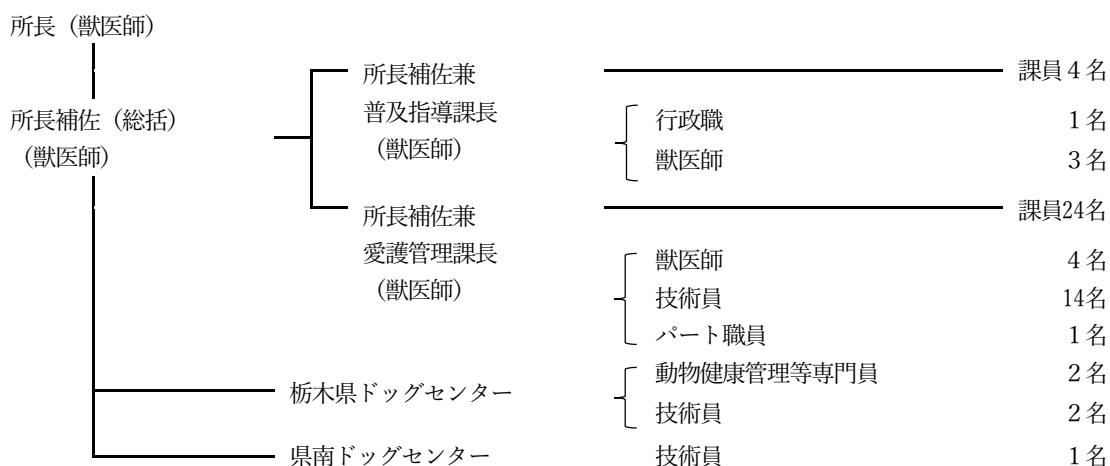 所長（獣医師）
所長補佐（総括）
（獣医師）
所長補佐兼
普及指導課長
（獣医師）
課員４名
行政職 １名
獣医師 ３名
所長補佐兼
愛護管理課長
（獣医師）
課員24名
獣医師 ４名
技術員 14名
パート職員 １名
栃木県ドッグセンター
動物健康管理等専門員 ２名
技術員 ２名
県南ドッグセンター 技術員 １名